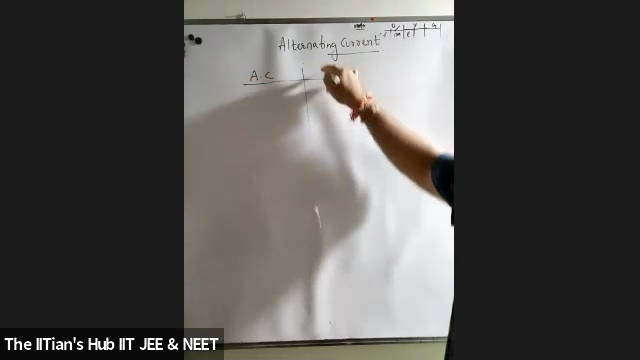 Alternating Current
A.C
The IITian's Hub IIT JEE & NEET